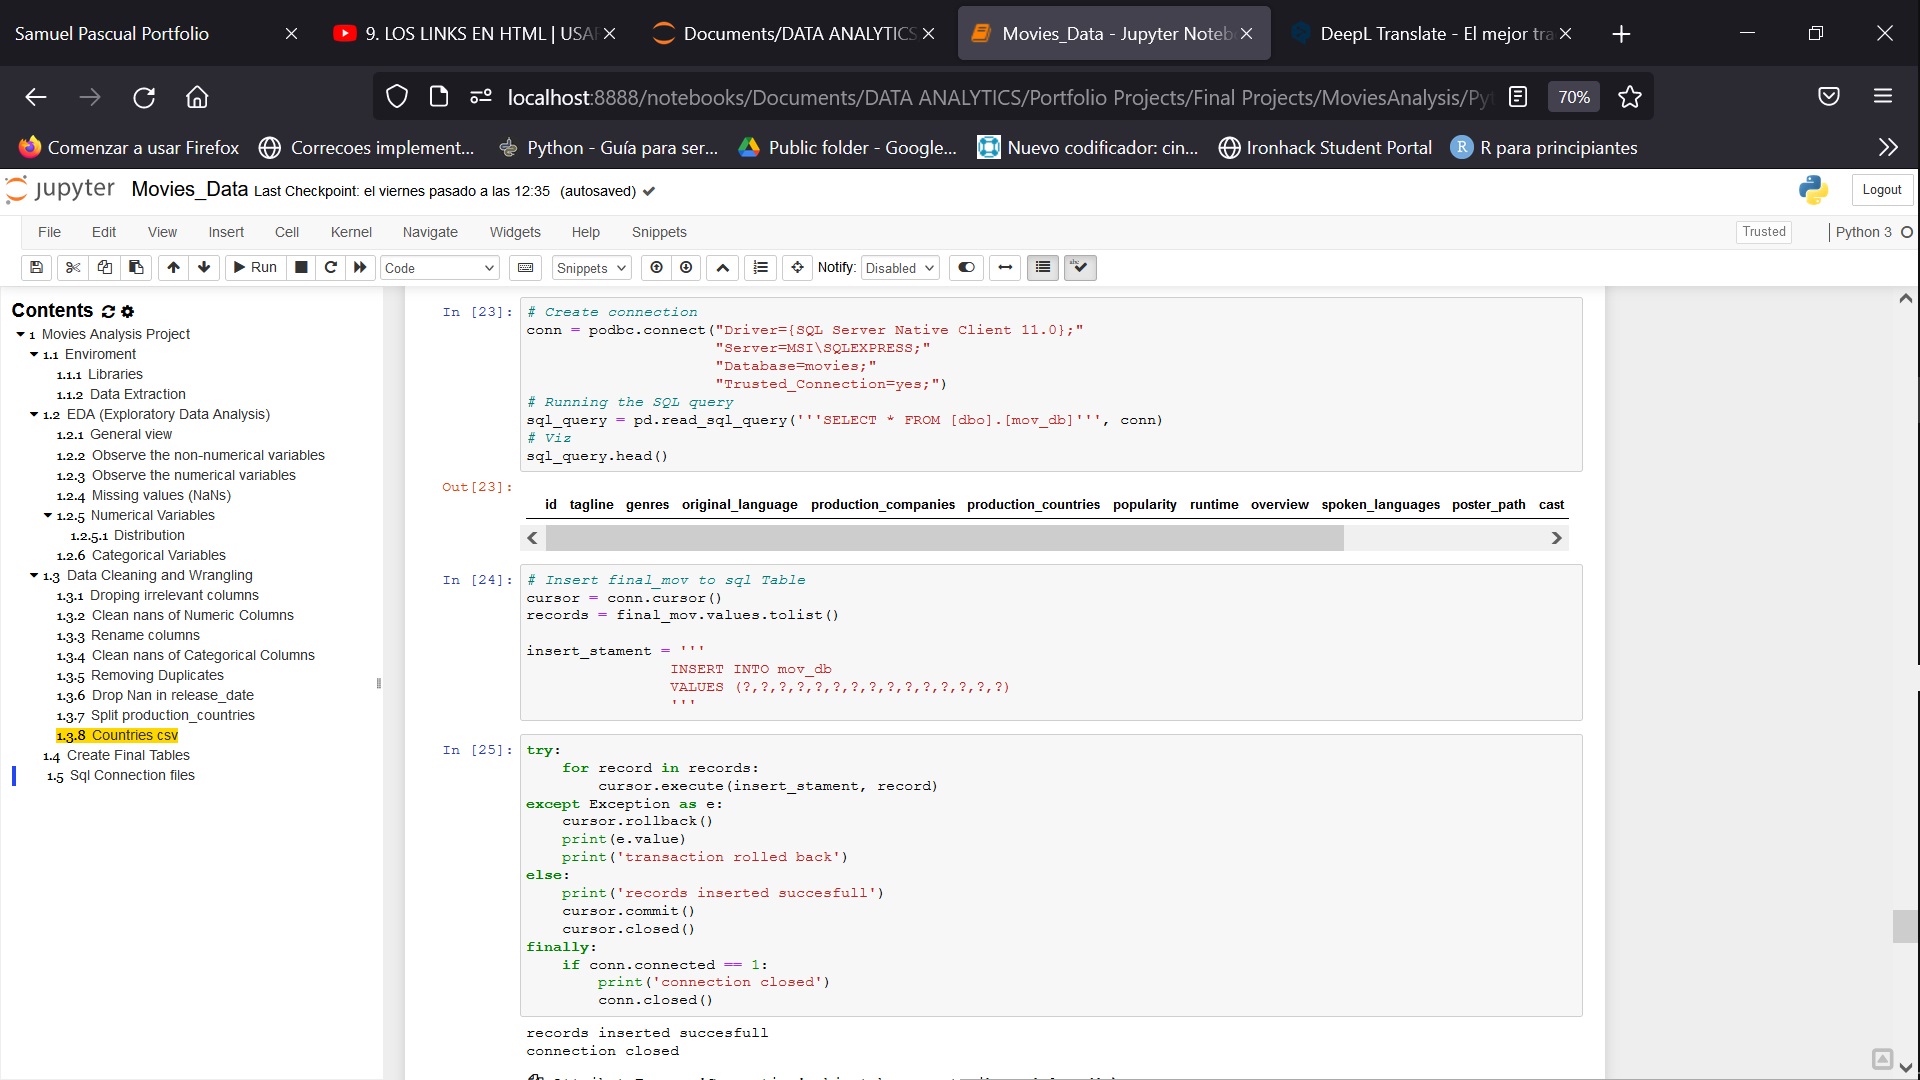 Samuel Pascual Portfolio
9. LOS LINKS EN HTML | USA
Documents/DATA ANALYTICS
Movies_Data - Jupyter Noteb
DeepL Translate - El mejor tra
localhost:8888/notebooks/Documents/DATA ANALYTICS/Portfolio Projects/Final Projects/MoviesAnalysis/Pyt
70%
Comenzar a usar Firefox
Correcoes implement...
Python - Guía para ser...
Public folder - Google...
Nuevo codificador: cin...
Ironhack Student Portal
R R para principiantes
jupyter Movies_Data Last Checkpoint: el viernes pasado a las 12:35 (autosaved)
Logout
File Edit View Insert Cell Kernel Navigate Widgets Help Snippets
Trusted
Python 3
Run
Code
Snippets
Notify: Disabled
Contents
1 Movies Analysis Project
1.1 Enviroment
1.1.1 Libraries
1.1.2 Data Extraction
1.2 EDA (Exploratory Data Analysis)
1.2.1 General view
1.2.2 Observe the non-numerical variables
1.2.3 Observe the numerical variables
1.2.4 Missing values (NaNs)
1.2.5 Numerical Variables
1.2.5.1 Distribution
1.2.6 Categorical Variables
1.3 Data Cleaning and Wrangling
1.3.1 Droping irrelevant columns
1.3.2 Clean nans of Numeric Columns
1.3.3 Rename columns
1.3.4 Clean nans of Categorical Columns
1.3.5 Removing Duplicates
1.3.6 Drop Nan in release_date
1.3.7 Split production_countries
1.3.8 Countries csv
1.4 Create Final Tables
1.5 Sql Connection files
In [23]:
# Create connection
conn = podbc.connect("Driver={SQL Server Native Client 11.0};"
"Server=MSI\SQLEXPRESS;"
"Database=movies;"
"Trusted_Connection=yes;")
# Running the SQL query
sql_query = pd.read_sql_query('''SELECT * FROM [dbo].[mov_db]''', conn)
# Viz
sql_query.head()
Out[23]:
id tagline genres original_language production_companies production_countries popularity runtime overview spoken_languages poster_path cast
In [24]:
# Insert final_mov to sql Table
cursor = conn.cursor()
records = final_mov.values.tolist()
insert_stament = '''
INSERT INTO mov_db
VALUES (?,?,?,?,?,?,?,?,?,?,?,?,?,?,?)
'''
In [25]:
try:
for record in records:
cursor.execute(insert_stament, record)
except Exception as e:
cursor.rollback()
print(e.value)
print('transaction rolled back')
else:
print('records inserted succesfull')
cursor.commit()
cursor.closed()
finally:
if conn.connected == 1:
print('connection closed')
conn.closed()
records inserted succesfull
connection closed